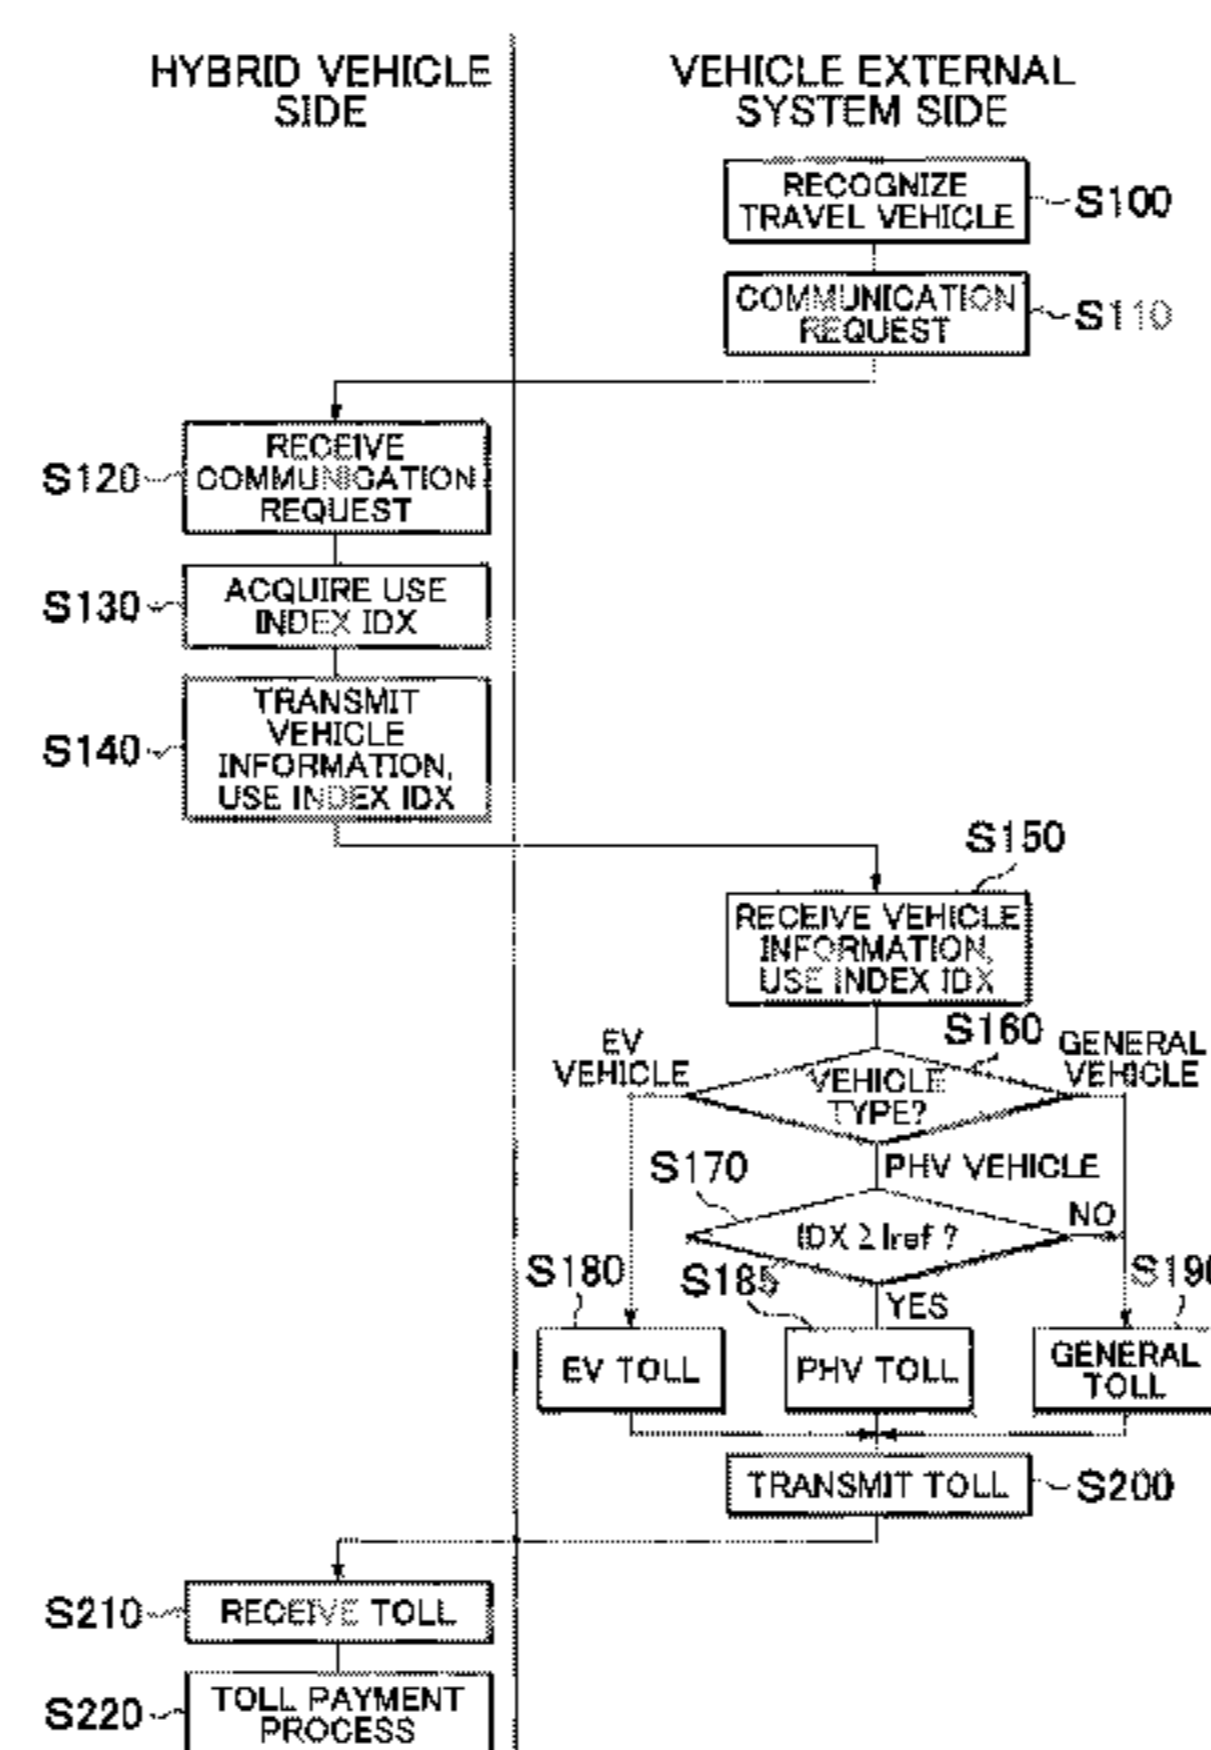 HYBRID VEHICLE
SIDE
VEHICLE EXTERNAL
SYSTEM SIDE
RECOGNIZE
TRAVEL VEHICLE
S100
COMMUNICATION
REQUEST
S110
S120
RECEIVE
COMMUNICATION
REQUEST
S130
ACQUIRE USE
INDEX IDX
S140
TRANSMIT
VEHICLE
INFORMATION,
USE INDEX IDX
S150
RECEIVE VEHICLE
INFORMATION,
USE INDEX IDX
S160
EV
VEHICLE
VEHICLE
TYPE?
GENERAL
VEHICLE
PHV VEHICLE
S170
IDX ≥ Iref ?
NO
YES
S180
EV TOLL
S185
PHV TOLL
S190
GENERAL
TOLL
TRANSMIT TOLL
S200
S210
RECEIVE TOLL
S220
TOLL PAYMENT
PROCESS